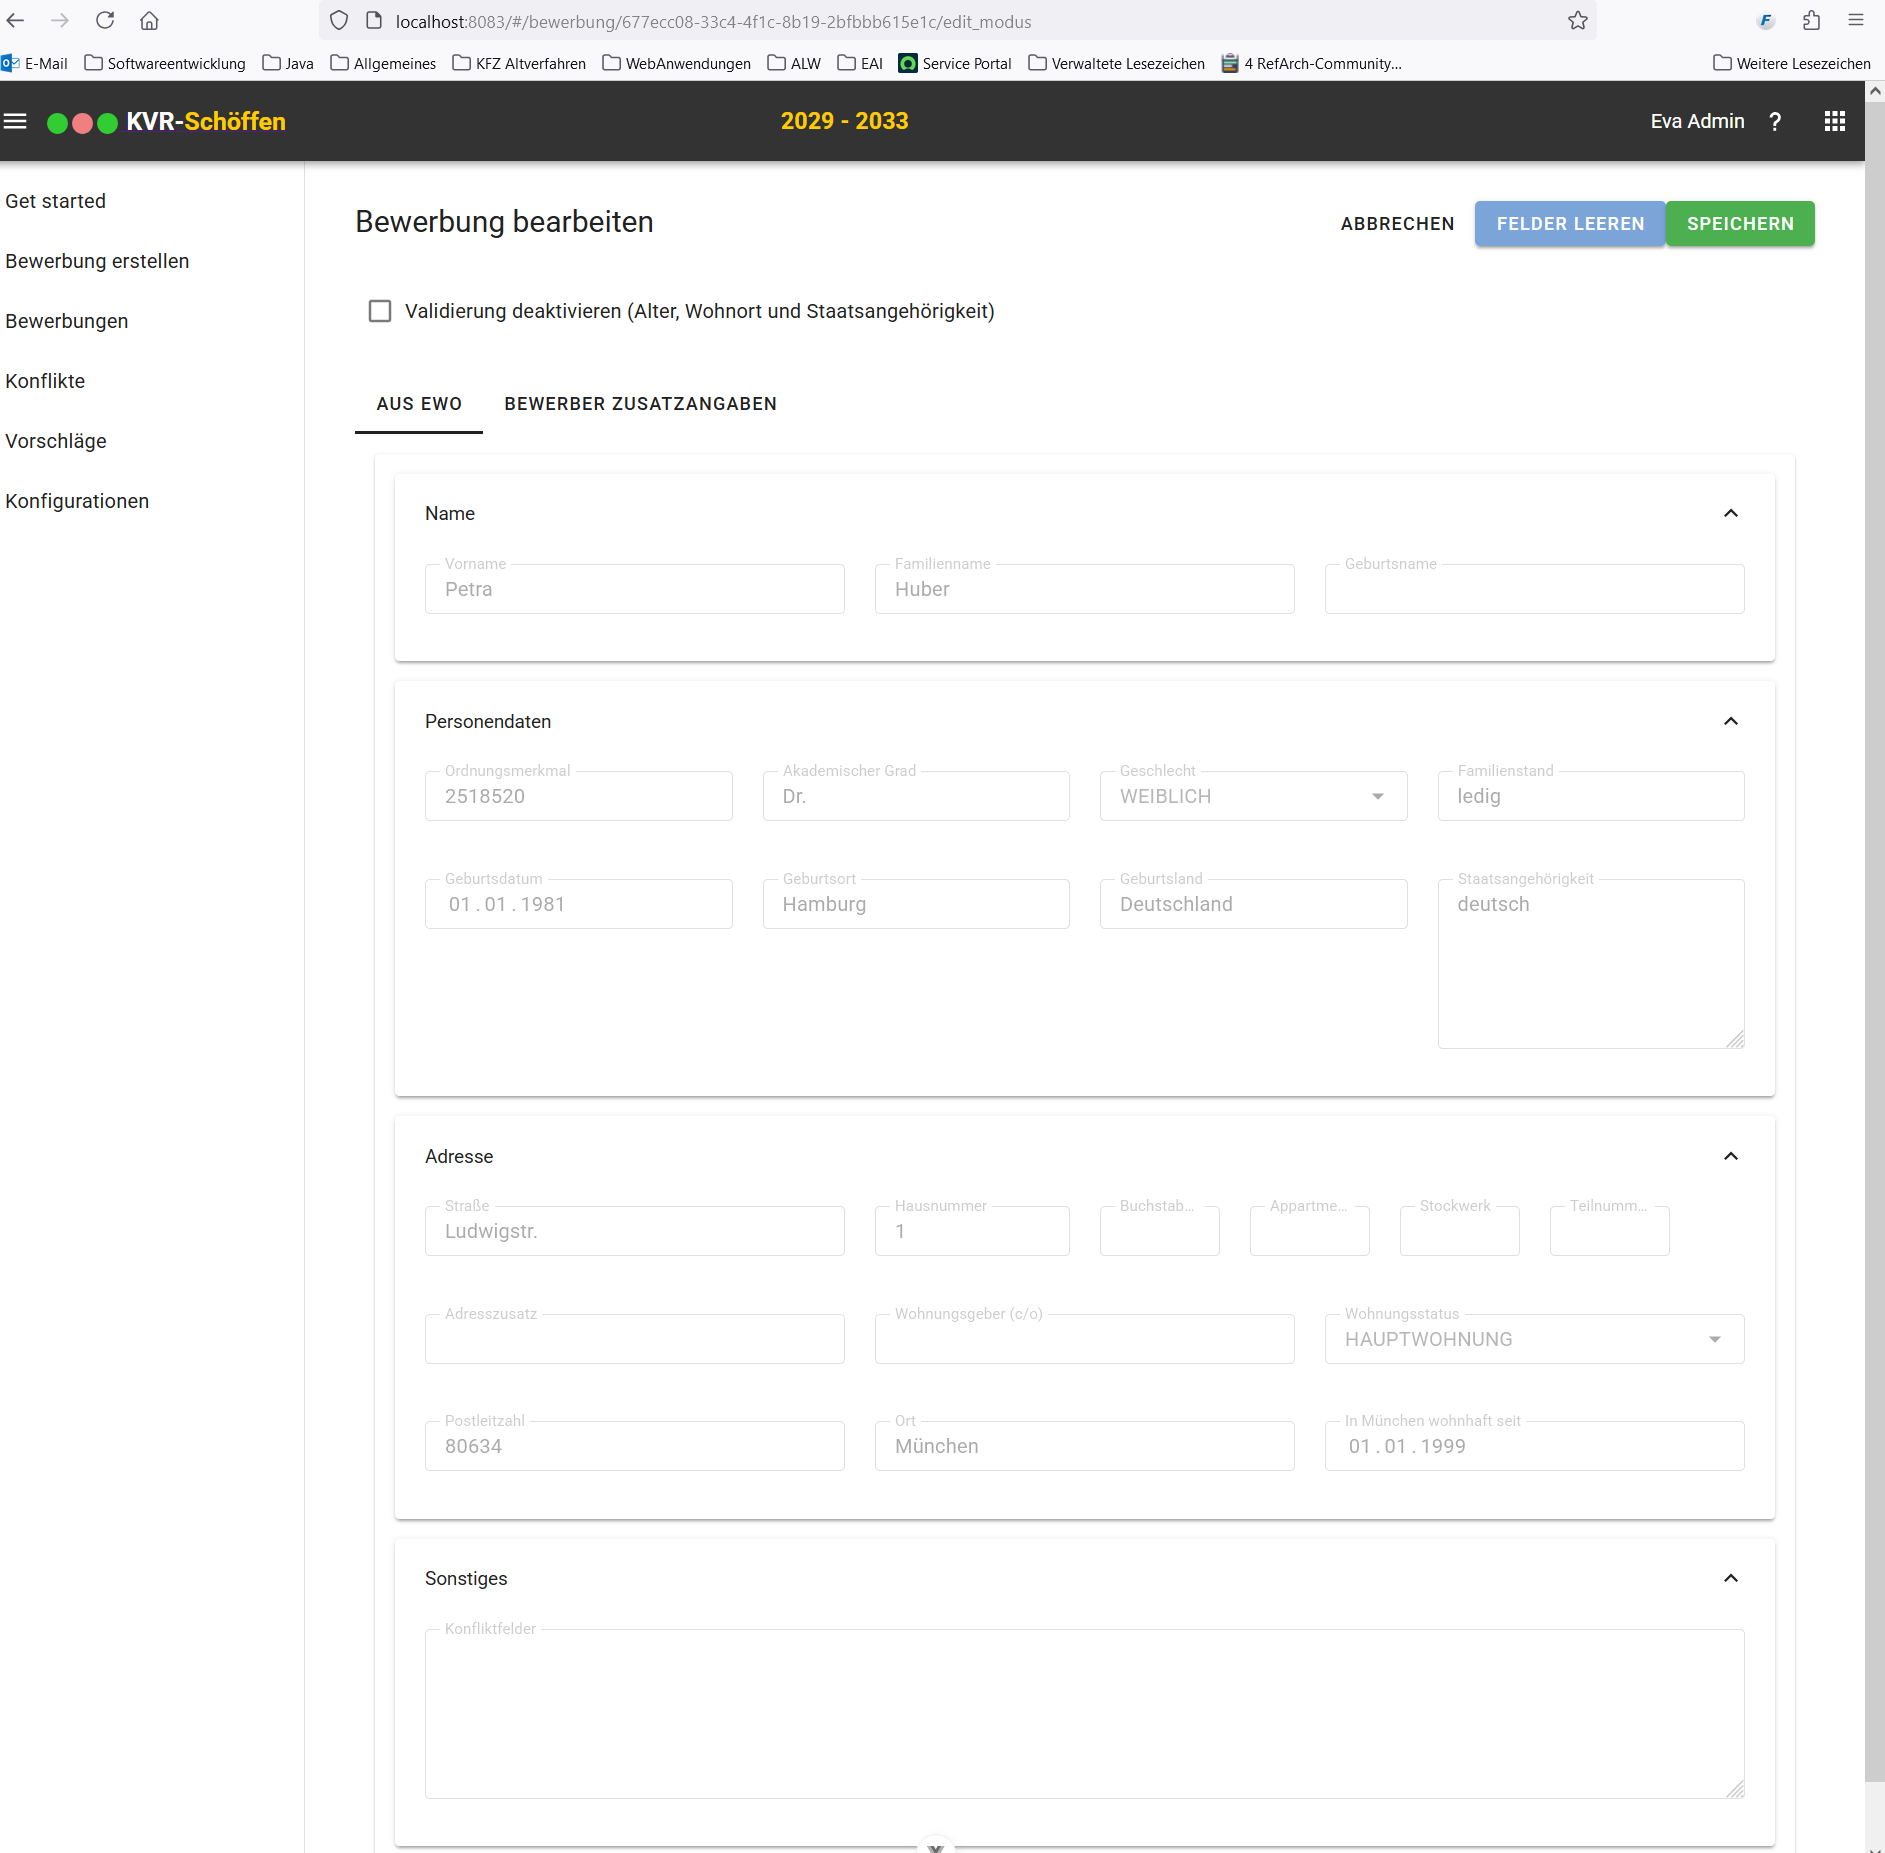 localhost:8083/#/bewerbung/677ecc08-33c4-4f1c-8b19-2bfbbb615e1c/edit_modus
E-Mail Softwareentwicklung Java Allgemeines KFZ Altverfahren WebAnwendungen ALW EAI Service Portal Verwaltete Lesezeichen 4 RefArch-Community... Weitere Lesezeichen
KVR-Schöffen 2029 - 2033 Eva Admin ?
Get started
Bewerbung erstellen
Bewerbungen
Konflikte
Vorschläge
Konfigurationen
Bewerbung bearbeiten ABBRECHEN FELDER LEEREN SPEICHERN
Validierung deaktivieren (Alter, Wohnort und Staatsangehörigkeit)
AUS EWO BEWERBER ZUSATZANGABEN
Name
Vorname Familienname Geburtsname
Petra Huber
Personendaten
Ordnungsmerkmal Akademischer Grad Geschlecht Familienstand
2518520 Dr. WEIBLICH ledig
Geburtsdatum Geburtsort Geburtsland Staatsangehörigkeit
01.01.1981 Hamburg Deutschland deutsch
Adresse
Straße Hausnummer Buchstab... Appartme... Stockwerk Teilnumm...
Ludwigstr. 1
Adresszusatz Wohnungsgeber (c/o) Wohnungsstatus
HAUPTWOHNUNG
Postleitzahl Ort In München wohnhaft seit
80634 München 01.01.1999
Sonstiges
Konfliktfelder